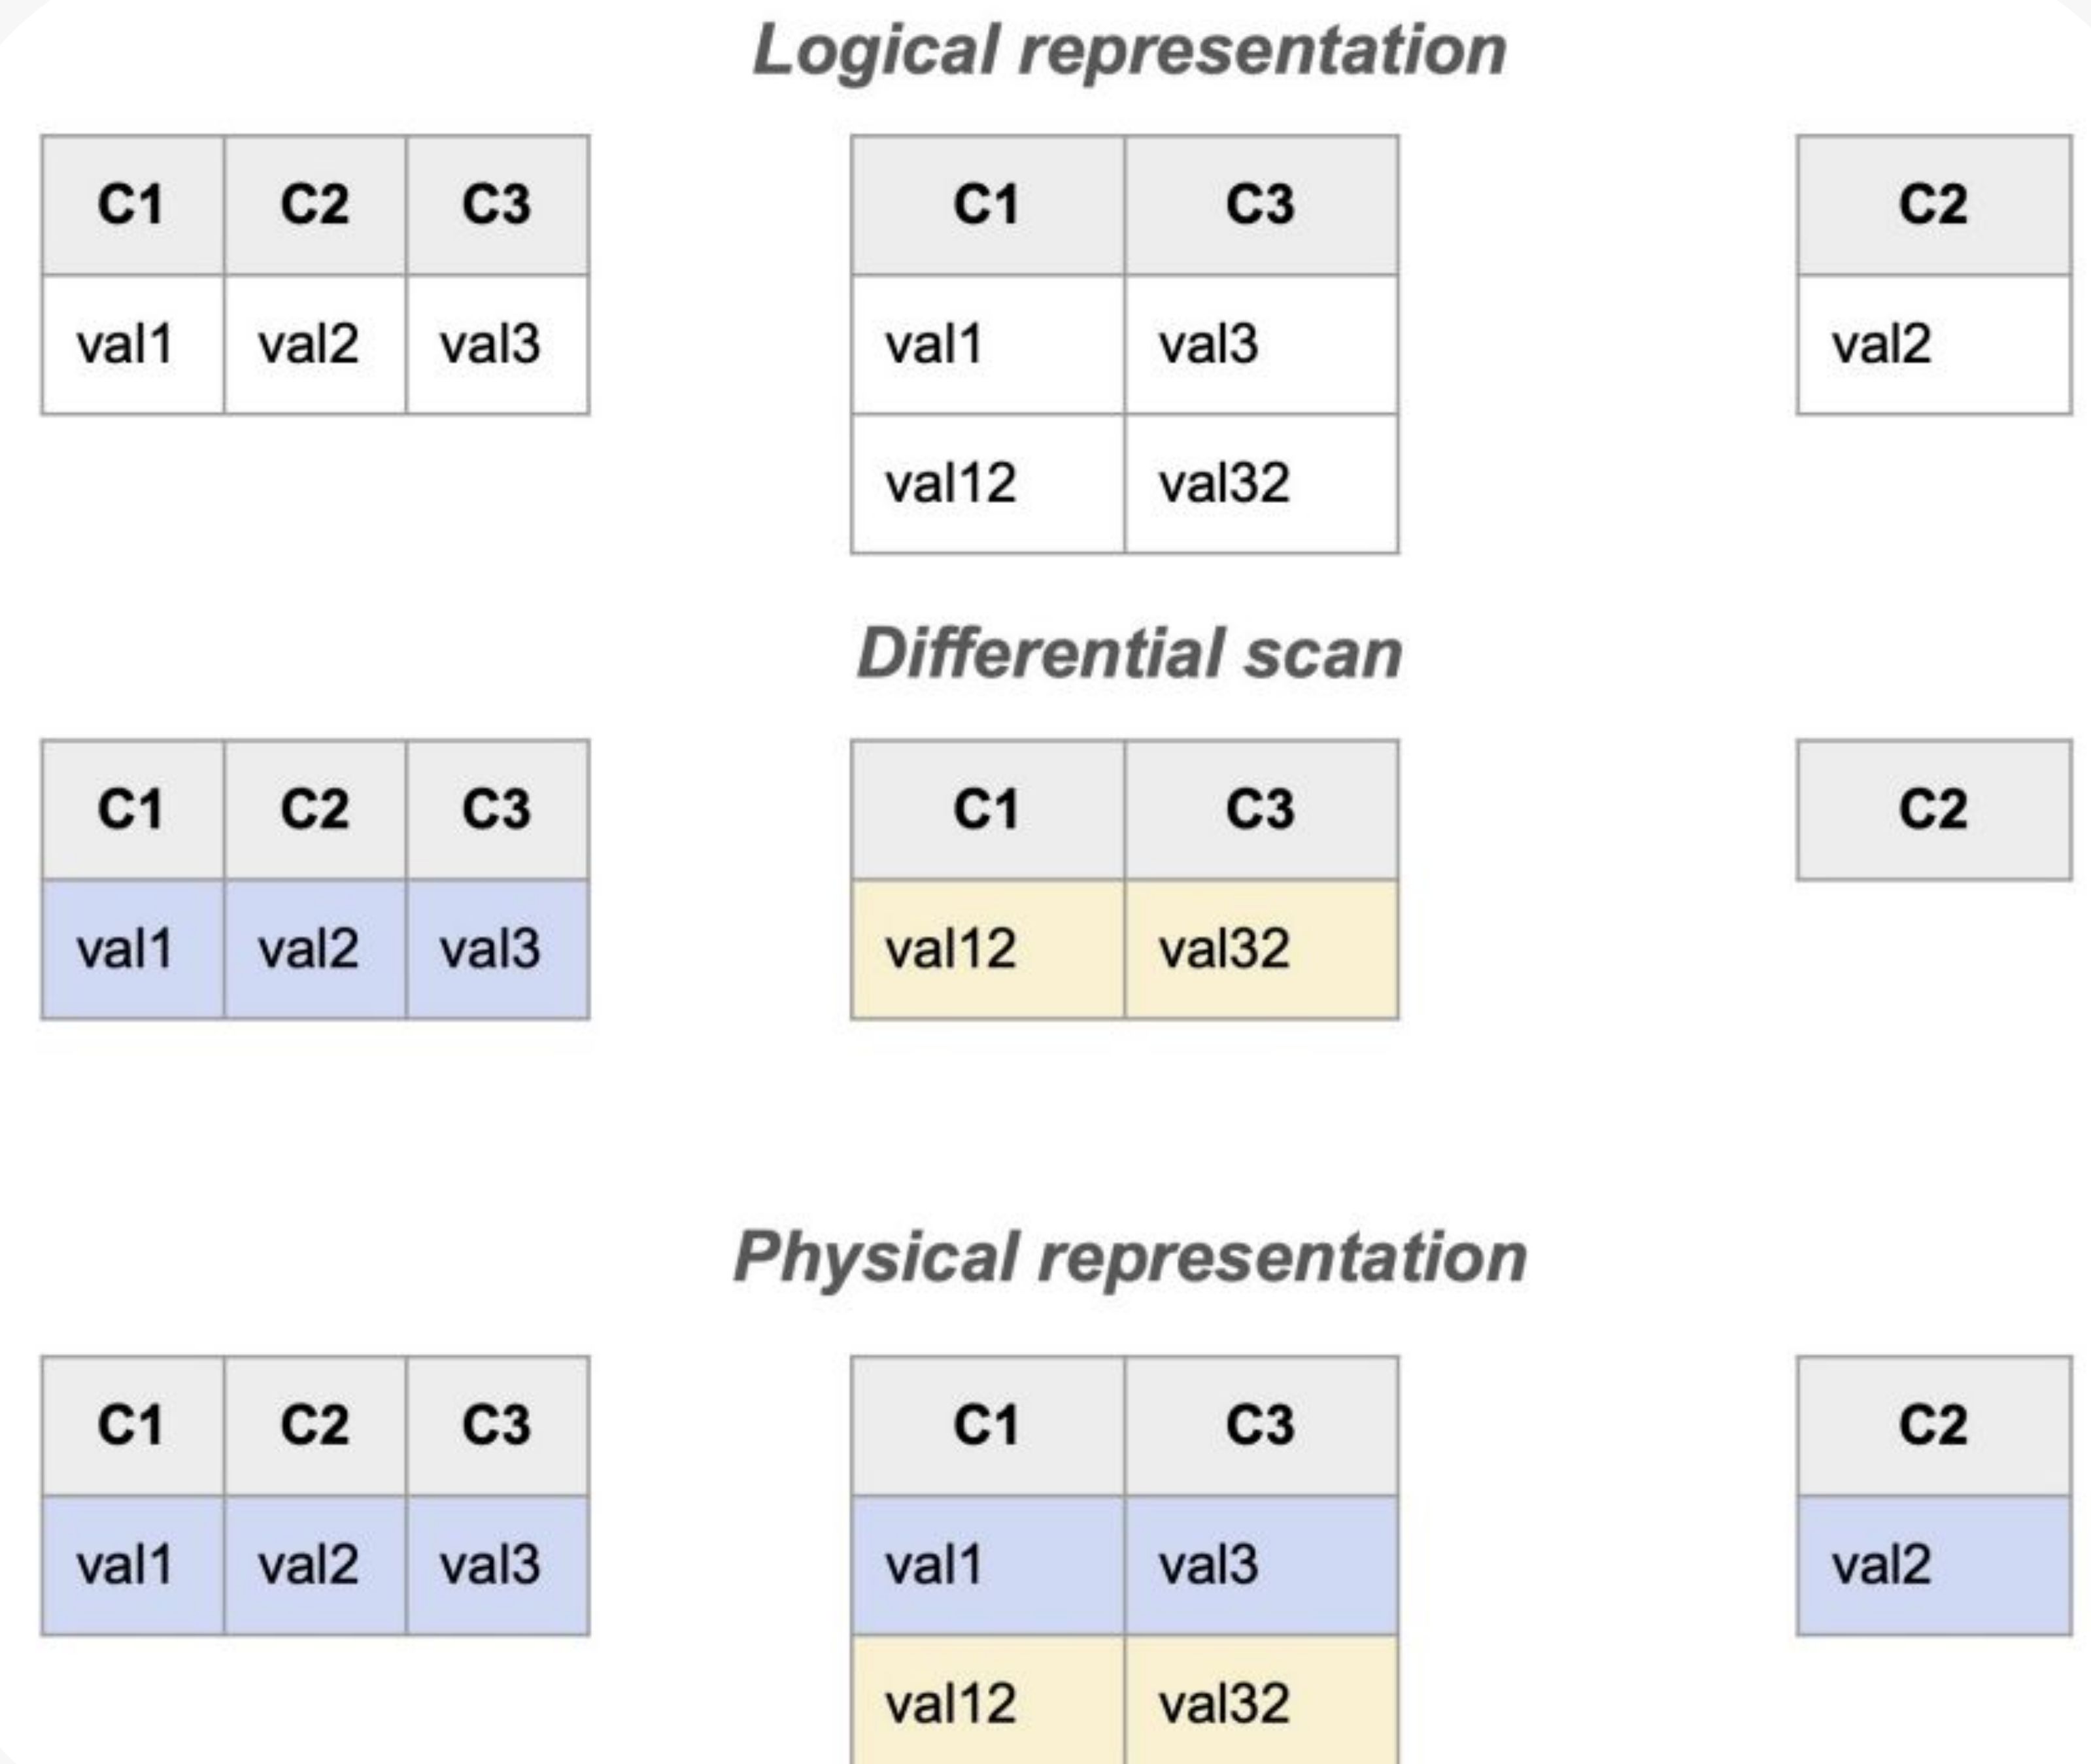 Logical representation
C1 C2 C3 C1 C3 C2
val1 val2 val3 val1 val3 val2
val12 val32
Differential scan
C1 C2 C3 C1 C3 C2
val1 val2 val3 val12 val32
Physical representation
C1 C2 C3 C1 C3 C2
val1 val2 val3 val1 val3 val2
val12 val32